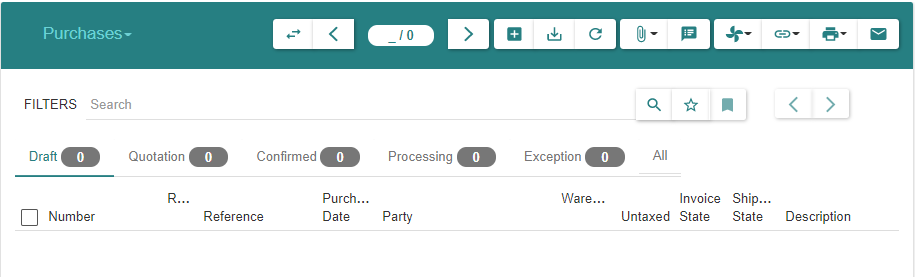 Purchases
_ / 0
FILTERS Search
Draft 0 Quotation 0 Confirmed 0 Processing 0 Exception 0 All
R... Purch... Ware... Invoice Ship...
Number Reference Date Party Untaxed State State Description